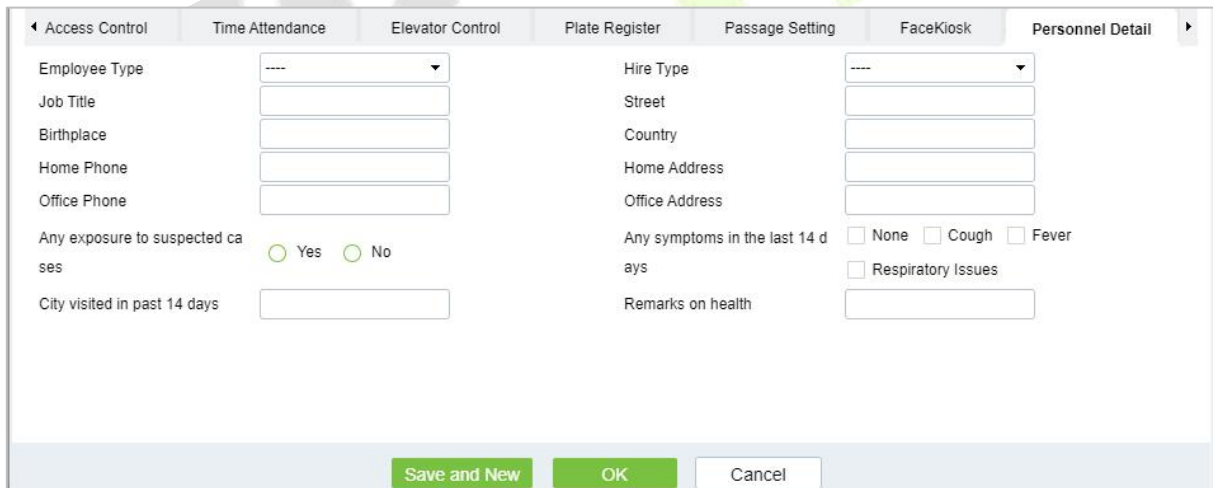 Access Control Time Attendance Elevator Control Plate Register Passage Setting FaceKiosk Personnel Detail
Employee Type ---- Hire Type ----
Job Title Street
Birthplace Country
Home Phone Home Address
Office Phone Office Address
Any exposure to suspected ca
ses
Yes No
Any symptoms in the last 14 d
ays
None Cough Fever
Respiratory Issues
City visited in past 14 days Remarks on health
Save and New OK Cancel